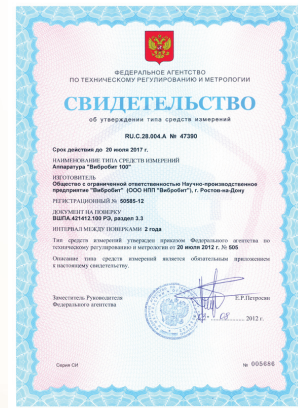 ФЕДЕРАЛЬНОЕ АГЕНТСТВО
ПО ТЕХНИЧЕСКОМУ РЕГУЛИРОВАНИЮ И МЕТРОЛОГИИ
СВИДЕТЕЛЬСТВО
об утверждении типа средств измерений
RU.C.28.004.A № 47390
Срок действия до 20 июля 2017 г.
НАИМЕНОВАНИЕ ТИПА СРЕДСТВ ИЗМЕРЕНИЙ
Аппаратура "Вибробит 100"
ИЗГОТОВИТЕЛЬ
Общество с ограниченной ответственностью Научно-производственное
предприятие "Вибробит" (ООО НПП "Вибробит"), г. Ростов-на-Дону
РЕГИСТРАЦИОННЫЙ № 50585-12
ДОКУМЕНТ НА ПОВЕРКУ
ВШПА.421412.100 РЭ, раздел 3.3
ИНТЕРВАЛ МЕЖДУ ПОВЕРКАМИ 2 года
Тип средств измерений утвержден приказом Федерального агентства по
техническому регулированию и метрологии от 20 июля 2012 г. № 505
Описание типа средств измерений является обязательным приложением
к настоящему свидетельству.
Заместитель Руководителя
Федерального агентства
Е.Р.Петросян
08 2012 г.
Серия СИ
№ 005686